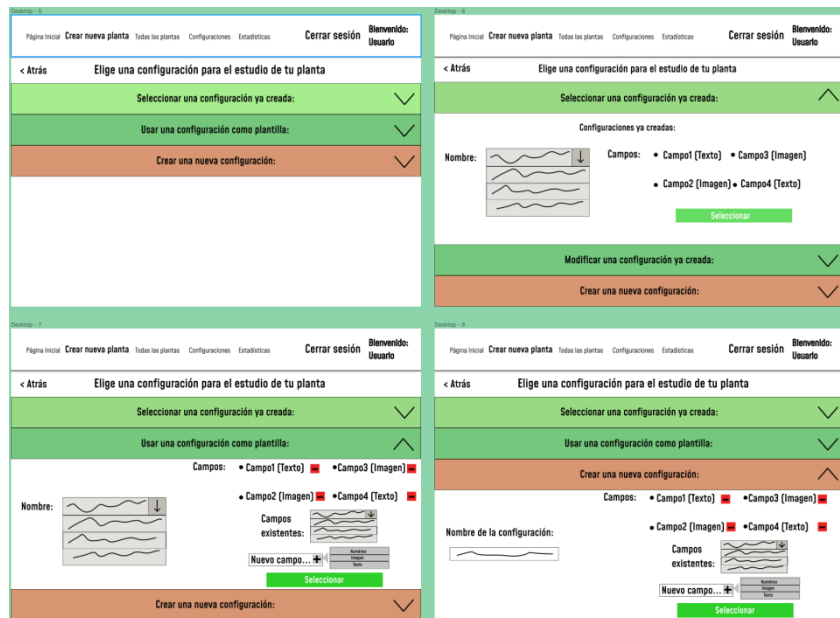 Desktop - 5
Página Inicial Crear nueva planta Todas las plantas Configuraciones Estadísticas Cerrar sesión Bienvenido: Usuario
< Atrás Elige una configuración para el estudio de tu planta
Seleccionar una configuración ya creada:
Usar una configuración como plantilla:
Crear una nueva configuración:
Desktop - 6
Página Inicial Crear nueva planta Todas las plantas Configuraciones Estadísticas Cerrar sesión Bienvenido: Usuario
< Atrás Elige una configuración para el estudio de tu planta
Seleccionar una configuración ya creada:
Configuraciones ya creadas:
Nombre: ↓ Campos: • Campo1 (Texto) • Campo3 (Imagen)
• Campo2 (Imagen) • Campo4 (Texto)
Seleccionar
Modificar una configuración ya creada:
Crear una nueva configuración:
Desktop - 7
Página Inicial Crear nueva planta Todas las plantas Configuraciones Estadísticas Cerrar sesión Bienvenido: Usuario
< Atrás Elige una configuración para el estudio de tu planta
Seleccionar una configuración ya creada:
Usar una configuración como plantilla:
Campos: • Campo1 (Texto) • Campo3 (Imagen)
• Campo2 (Imagen) • Campo4 (Texto)
Nombre: ↓
Campos existentes: ↓
Nuevo campo... +
Numérico
Imagen
Texto
Seleccionar
Crear una nueva configuración:
Desktop - 8
Página Inicial Crear nueva planta Todas las plantas Configuraciones Estadísticas Cerrar sesión Bienvenido: Usuario
< Atrás Elige una configuración para el estudio de tu planta
Seleccionar una configuración ya creada:
Usar una configuración como plantilla:
Crear una nueva configuración:
Campos: • Campo1 (Texto) • Campo3 (Imagen)
• Campo2 (Imagen) • Campo4 (Texto)
Nombre de la configuración:
Campos existentes: ↓
Nuevo campo... +
Numérico
Imagen
Texto
Seleccionar